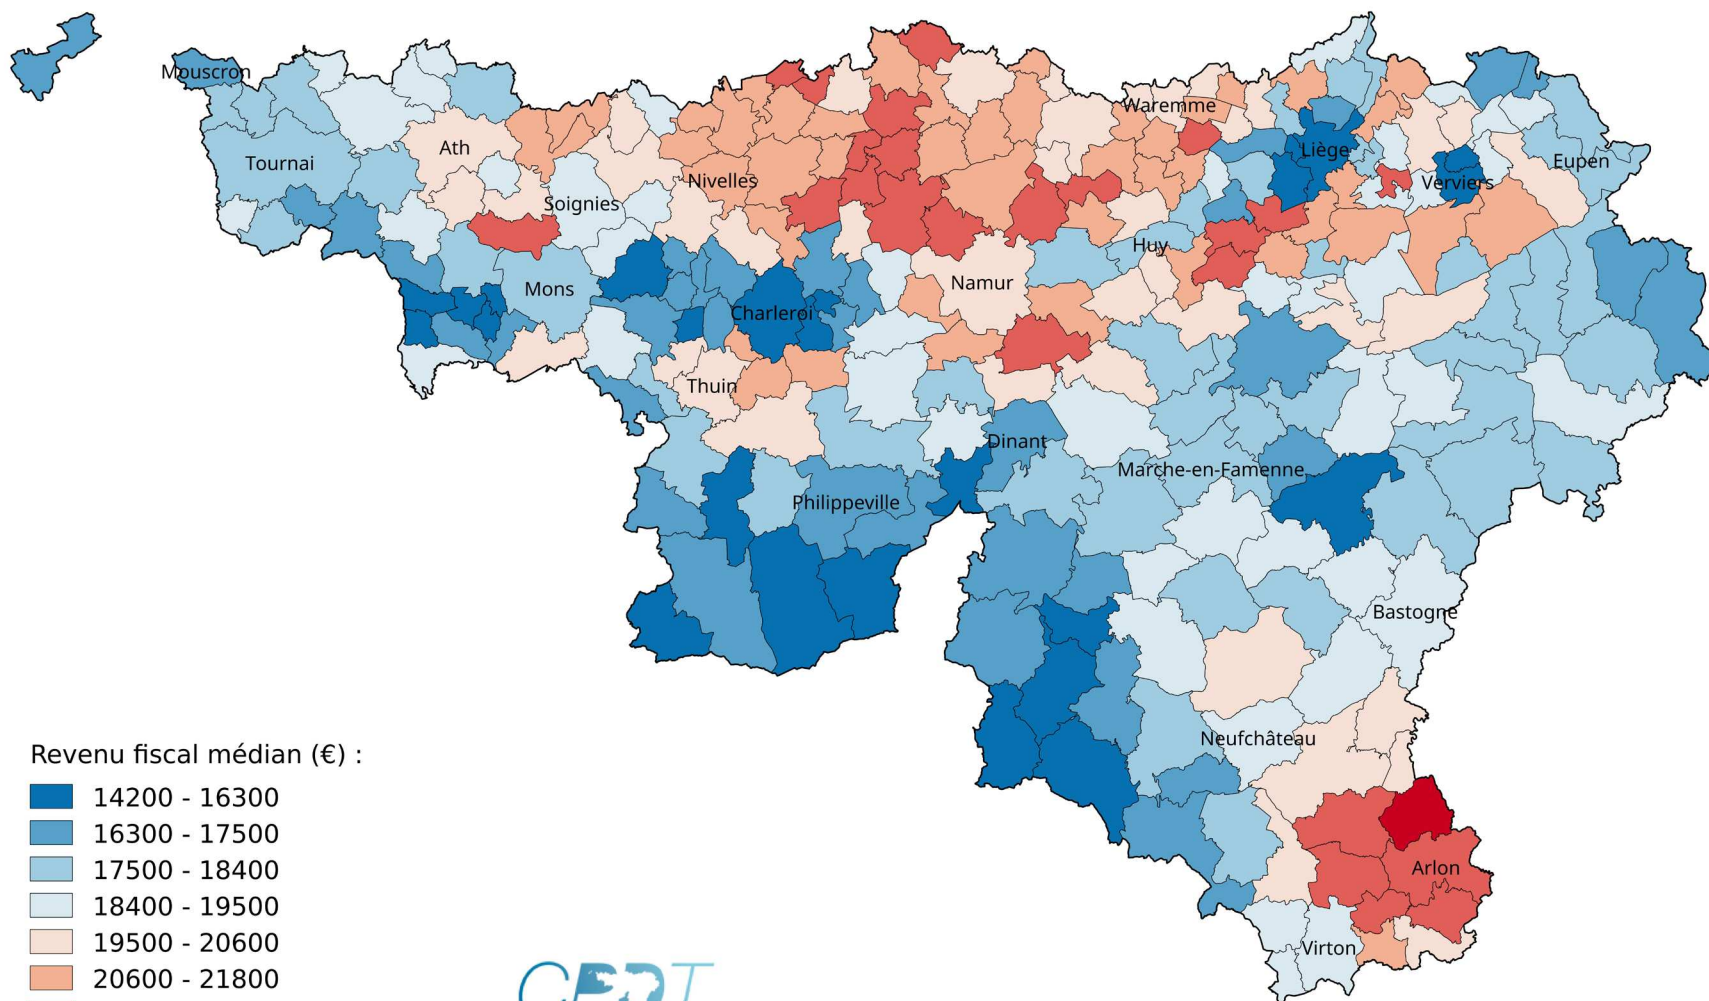 Mouscron
Waremme
Ath
Liège
Eupen
Tournai
Nivelles
Verviers
Soignies
Huy
Namur
Mons
Charleroi
Thuin
Dinant
Marche-en-Famenne
Philippeville
Bastogne
Neufchâteau
Arlon
Virton
Revenu fiscal médian (€) :
14200 - 16300
16300 - 17500
17500 - 18400
18400 - 19500
19500 - 20600
20600 - 21800
CPDT